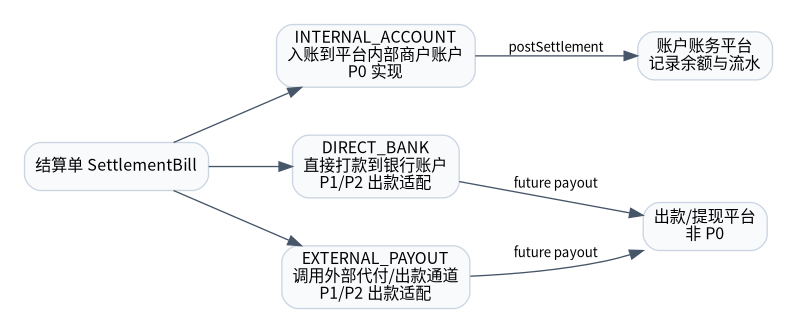 结算单 SettlementBill
INTERNAL_ACCOUNT
入账到平台内部商户账户
P0 实现
postSettlement
账户账务平台
记录余额与流水
DIRECT_BANK
直接打款到银行账户
P1/P2 出款适配
future payout
出款/提现平台
非 P0
EXTERNAL_PAYOUT
调用外部代付/出款通道
P1/P2 出款适配
future payout